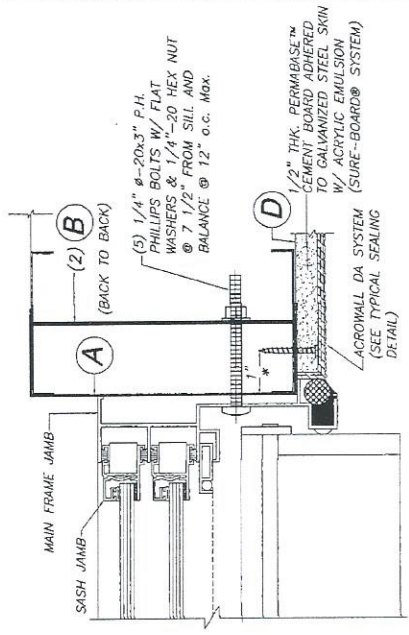 MAIN FRAME JAMB
SASH JAMB
A
(2) B
(BACK TO BACK)
(5) 1/4" ø-20x3" P.H.
PHILLIPS BOLTS W/ FLAT
WASHERS & 1/4"-20 HEX NUT
@ 7 1/2" FROM SILL AND
BALANCE @ 12" o.c. Max.
1"
*
D
1/2" THK. PERMABASE™
CEMENT BOARD ADHERED
TO GALVANIZED STEEL SKIN
W/ ACRYLIC EMULSION
(SURE-BOARD® SYSTEM)
ACROWALL DA SYSTEM
(SEE TYPICAL SEALING
DETAIL)